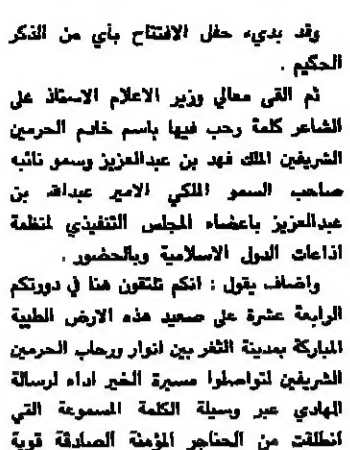 وقد بدىء حفل الافتتاح بآي من الذكر
الحكيم .
ثم القى معالي وزير الاعلام الاستاذ على
الشاعر كلمة رحب فيها باسم خادم الحرمين
الشريفين الملك فهد بن عبدالعزيز وسمو نائبه
صاحب السمو الملكي الامير عبدالله بن
عبدالعزيز باعضاء المجلس التنفيذي لمنظمة
اذاعات الدول الاسلامية وبالحضور .
واضاف يقول : انكم تلتقون هنا في دورتكم
الرابعة عشرة على صعيد هذه الارض الطيبة
المباركة بمدينة الثغر بين انوار ورحاب الحرمين
الشريفين لتواصلوا مسيرة الخير اداء لرسالة
الهادي عبر وسيلة الكلمة المسموعة التي
انطلقت من الحناجر المؤمنة الصادقة قوية